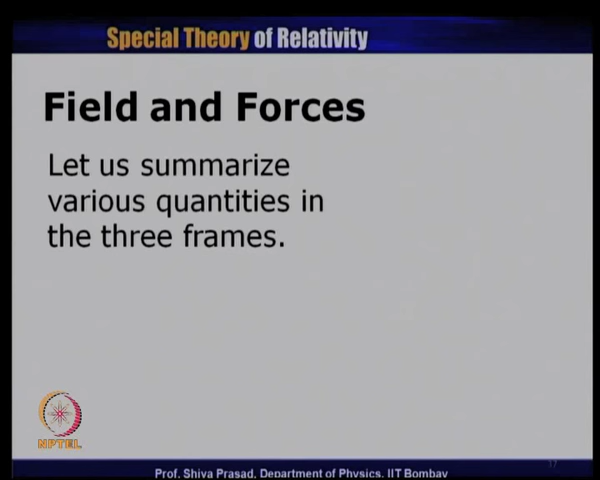 Special Theory of Relativity
Field and Forces
Let us summarize
various quantities in
the three frames.
NPTEL
37
Prof. Shiva Prasad, Department of Physics, IIT Bombay